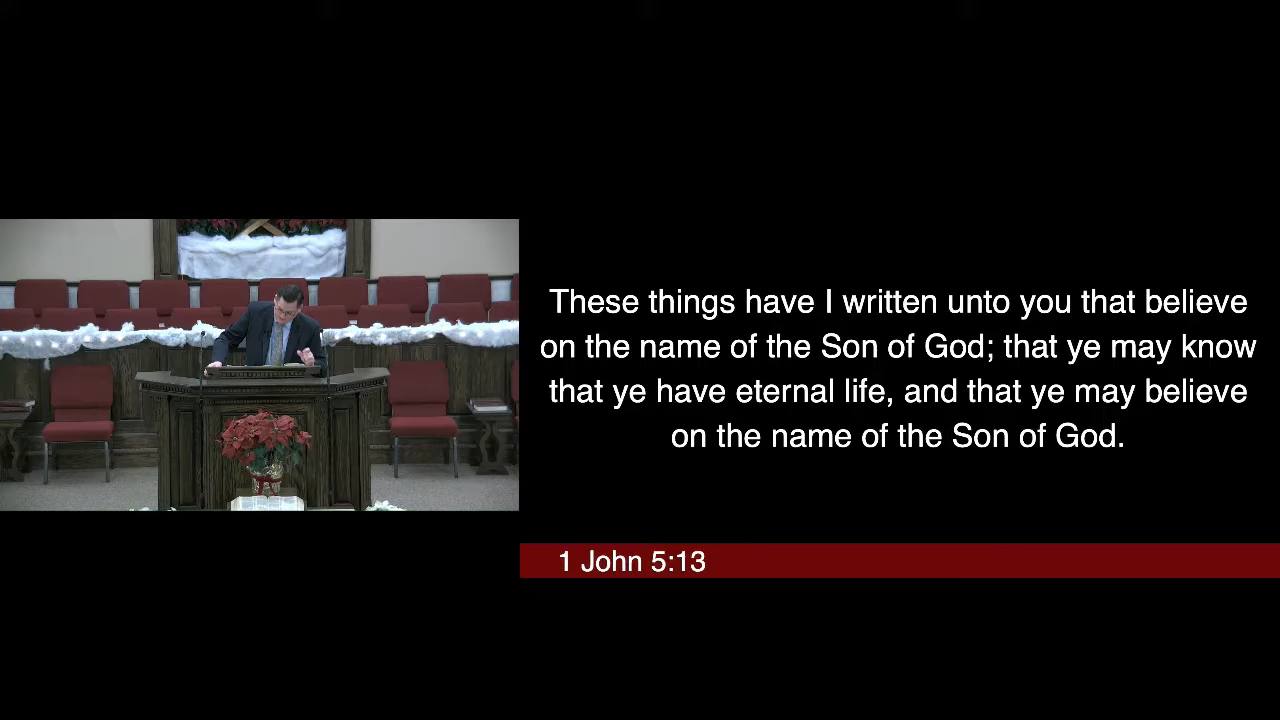 These things have I written unto you that believe
on the name of the Son of God; that ye may know
that ye have eternal life, and that ye may believe
on the name of the Son of God.
1 John 5:13